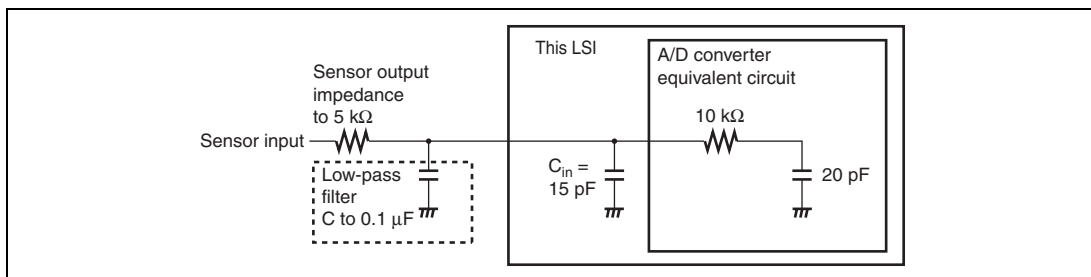 This LSI
A/D converter
equivalent circuit
Sensor output
impedance
to 5 kΩ
10 kΩ
Sensor input
Low-pass
filter
C to 0.1 μF
Cin =
15 pF
20 pF